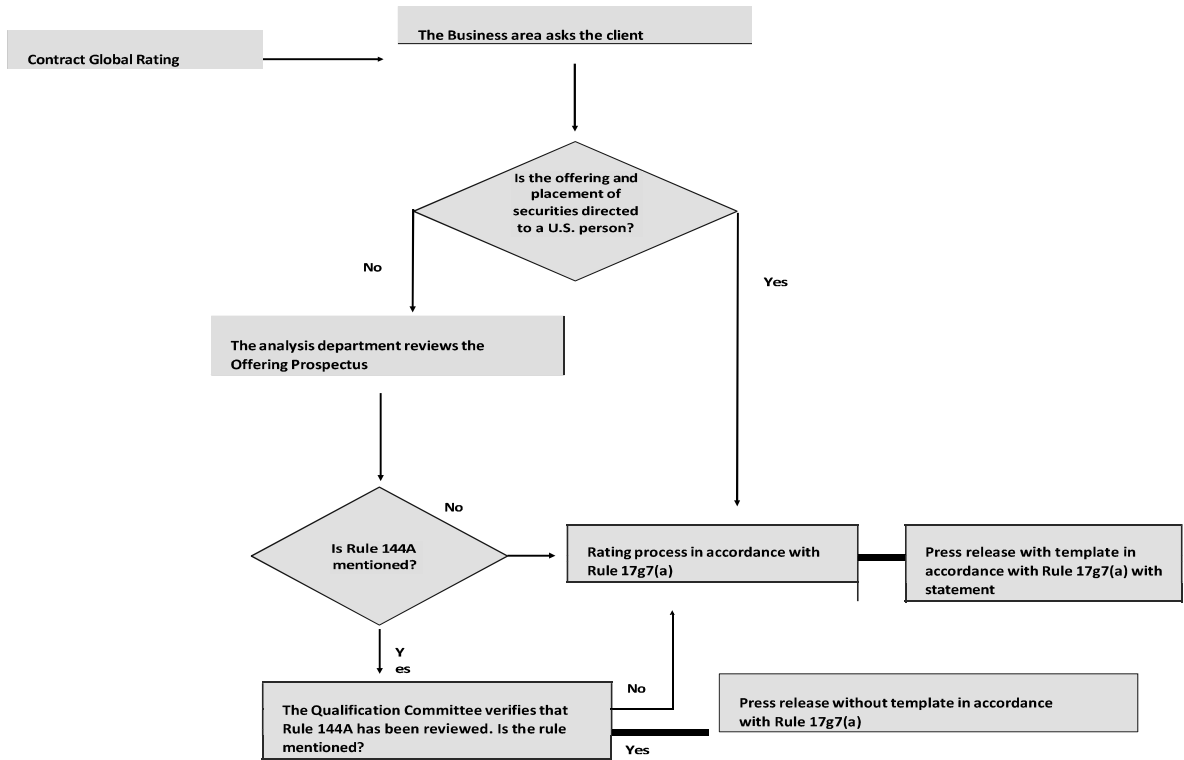 The Business area asks the client
Contract Global Rating
Is the offering and
placement of
securities directed
to a U.S. person?
No
Yes
The analysis department reviews the
Offering Prospectus
No
Is Rule 144A
mentioned?
Rating process in accordance with
Rule 17g7(a)
Press release with template in
accordance with Rule 17g7(a) with
statement
Y
es
The Qualification Committee verifies that
Rule 144A has been reviewed. Is the rule
mentioned?
No
Yes
Press release without template in accordance
with Rule 17g7(a)